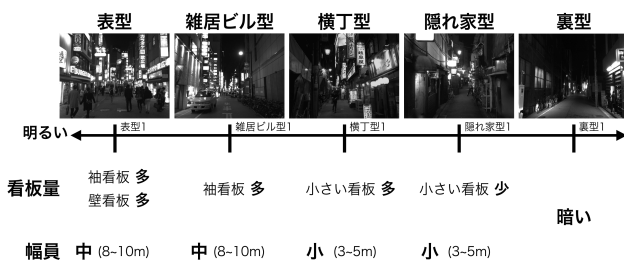 表型 雑居ビル型 横丁型 隠れ家型 裏型
明るい 表型1 雑居ビル型1 横丁型1 隠れ家型1 裏型1
看板量 袖看板 多 袖看板 多 小さい看板 多 小さい看板 少
壁看板 多
暗い
幅員 中 (8~10m) 中 (8~10m) 小 (3~5m) 小 (3~5m)